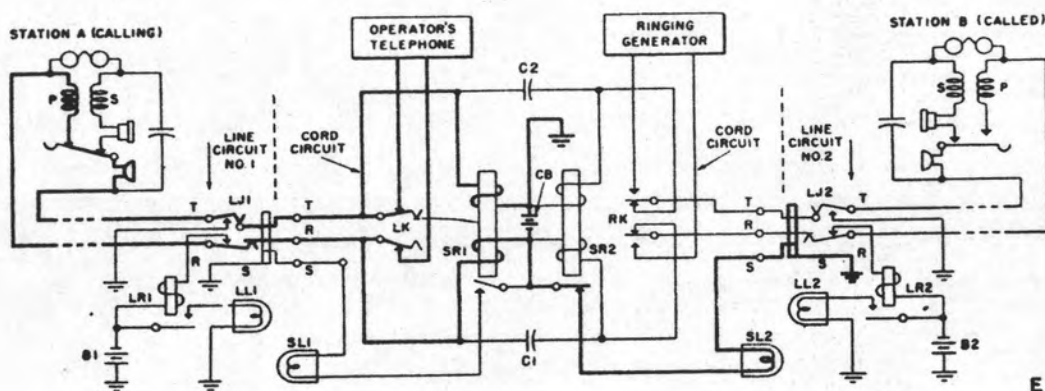 STATION A (CALLING)
OPERATOR'S
TELEPHONE
RINGING
GENERATOR
STATION B (CALLED)
P
S
LINE CIRCUIT
NO.1
CORD
CIRCUIT
C2
CB
CORD
CIRCUIT
LINE CIRCUIT
NO.2
S
P
T
LJ1
T
LK
RK
T
LJ2
T
R
R
R
R
S
S
SR1
SR2
S
S
LR1
LL1
LL2
LR2
B1
SL1
C1
SL2
B2
E